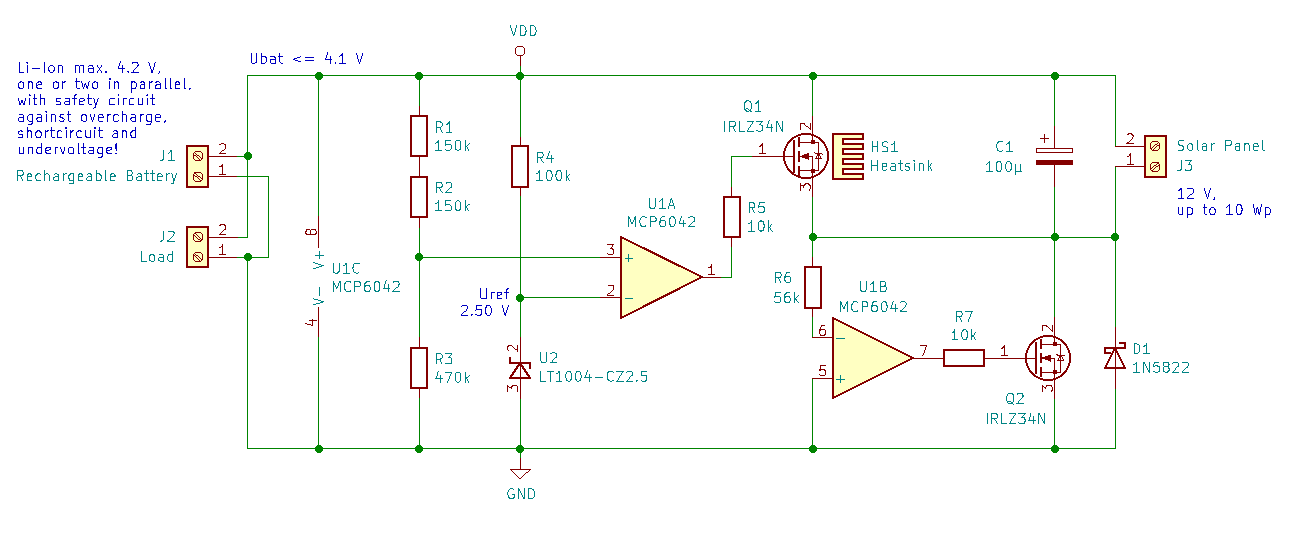 VDD
Ubat <= 4.1 V
Li-Ion max. 4.2 V,
one or two in parallel,
with safety circuit
against overcharge,
shortcircuit and
undervoltage!
J1
Rechargeable Battery
2
1
J2
Load
2
1
8
V+
U1C
MCP6042
V-
4
R1
150k
R2
150k
R3
470k
R4
100k
Uref
2.50 V
2
U2
LT1004-CZ2.5
3
GND
U1A
MCP6042
3
+
2
-
1
R5
10k
Q1
IRLZ34N
1
2
3
HS1
Heatsink
R6
56k
U1B
MCP6042
6
-
5
+
7
R7
10k
1
2
3
Q2
IRLZ34N
C1
100µ
+
D1
1N5822
2
1
Solar Panel
J3
12 V,
up to 10 Wp